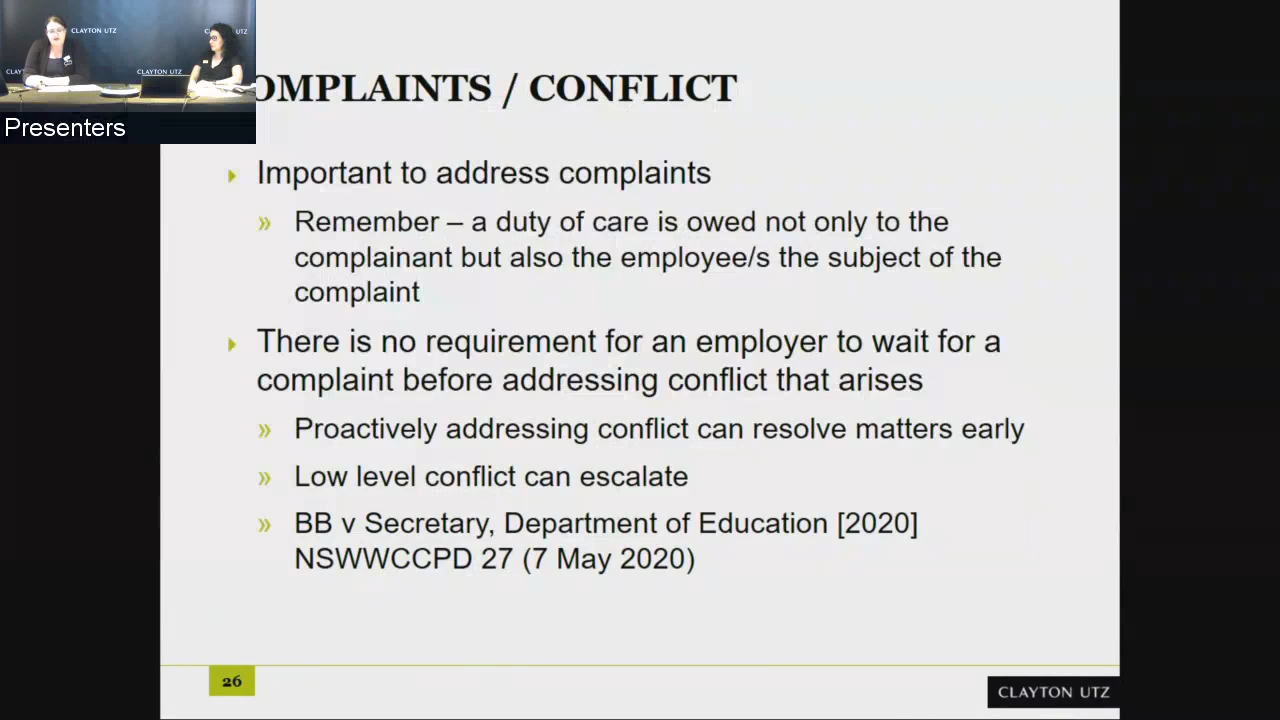 CLAYTON UTZ
CLAYTON UTZ
Presenters
OMPLAINTS / CONFLICT
Important to address complaints
» Remember – a duty of care is owed not only to the
complainant but also the employee/s the subject of the
complaint
There is no requirement for an employer to wait for a
complaint before addressing conflict that arises
» Proactively addressing conflict can resolve matters early
» Low level conflict can escalate
» BB v Secretary, Department of Education [2020]
NSWWCCPD 27 (7 May 2020)
26
CLAYTON UTZ